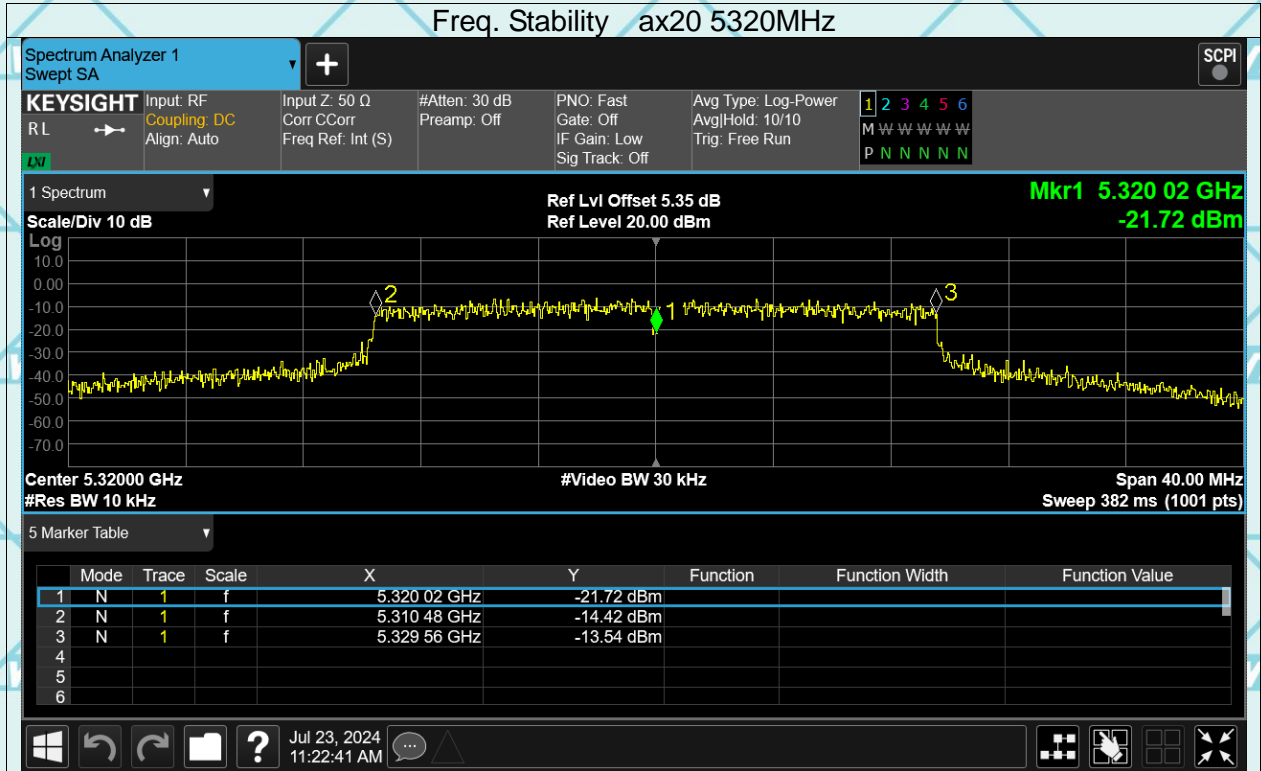 Freq. Stability ax20 5320MHz
Spectrum Analyzer 1
Swept SA
+
SCPI
KEYSIGHT
R L
LXI
Input: RF
Coupling: DC
Align: Auto
Input Z: 50 Ω
Corr CCorr
Freq Ref: Int (S)
#Atten: 30 dB
Preamp: Off
PNO: Fast
Gate: Off
IF Gain: Low
Sig Track: Off
Avg Type: Log-Power
Avg|Hold: 10/10
Trig: Free Run
1 2 3 4 5 6
M W W W W W W
P N N N N N N
1 Spectrum
Scale/Div 10 dB
Ref Lvl Offset 5.35 dB
Ref Level 20.00 dBm
Mkr1 5.320 02 GHz
-21.72 dBm
Log
10.0
0.00
-10.0
-20.0
-30.0
-40.0
-50.0
-60.0
-70.0
2
1
3
Center 5.32000 GHz
#Res BW 10 kHz
#Video BW 30 kHz
Span 40.00 MHz
Sweep 382 ms (1001 pts)
5 Marker Table
Mode Trace Scale X Y Function Function Width Function Value
1 N 1 f 5.320 02 GHz -21.72 dBm
2 N 1 f 5.310 48 GHz -14.42 dBm
3 N 1 f 5.329 56 GHz -13.54 dBm
4
5
6
?
Jul 23, 2024
11:22:41 AM